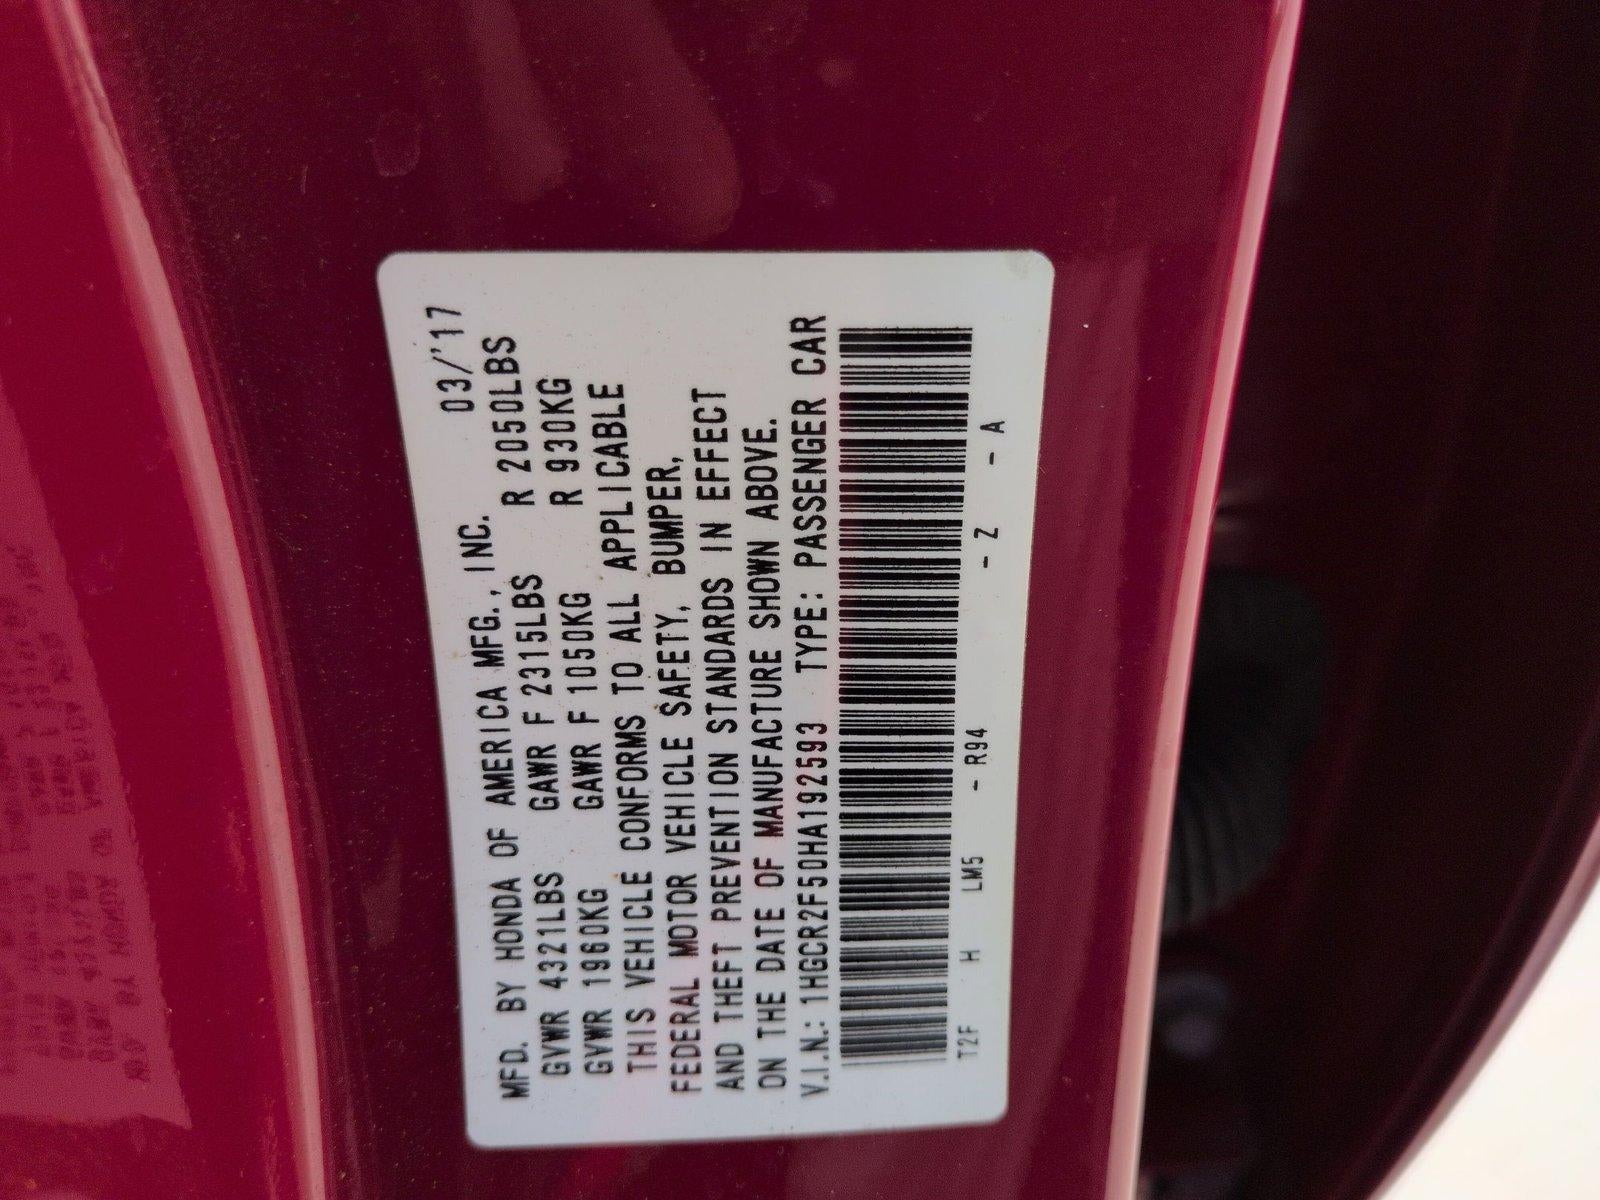 MFD. BY HONDA OF AMERICA MFG., INC. 03/'17
GVWR 4321LBS GAWR F 2315LBS R 2050LBS
GVWR 1960KG GAWR F 1050KG R 930KG
THIS VEHICLE CONFORMS TO ALL APPLICABLE
FEDERAL MOTOR VEHICLE SAFETY, BUMPER,
AND THEFT PREVENTION STANDARDS IN EFFECT
ON THE DATE OF MANUFACTURE SHOWN ABOVE.
V.I.N.: 1HGCR2F50HA192593 TYPE: PASSENGER CAR
T2F H LM5 - R94 - Z - A